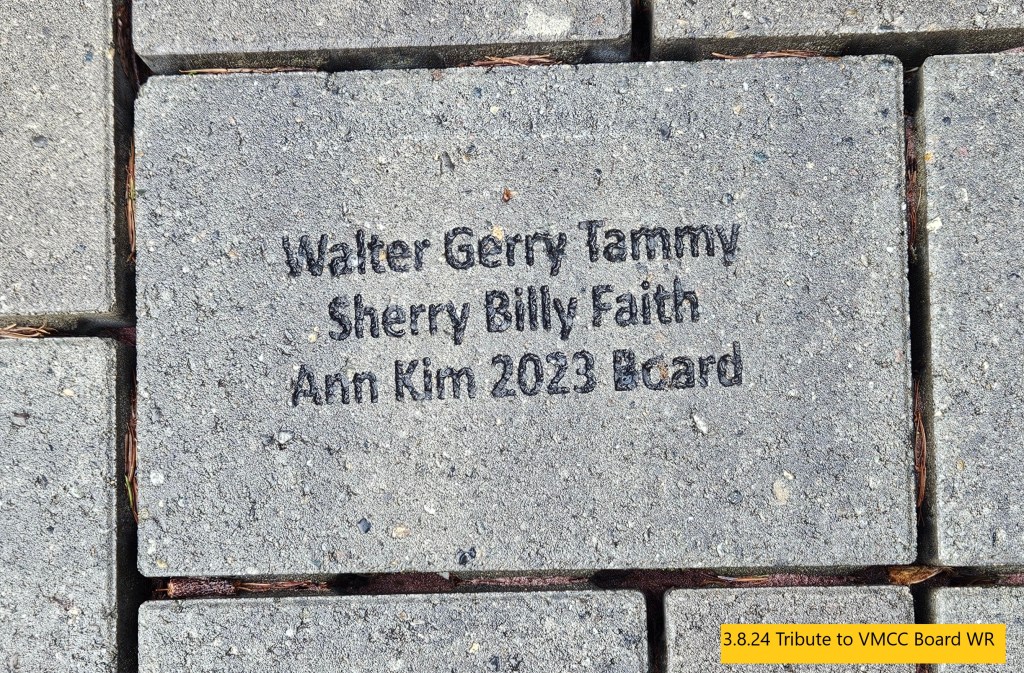 Walter Gerry Tammy
Sherry Billy Faith
Ann Kim 2023 Board
3.8.24 Tribute to VMCC Board WR